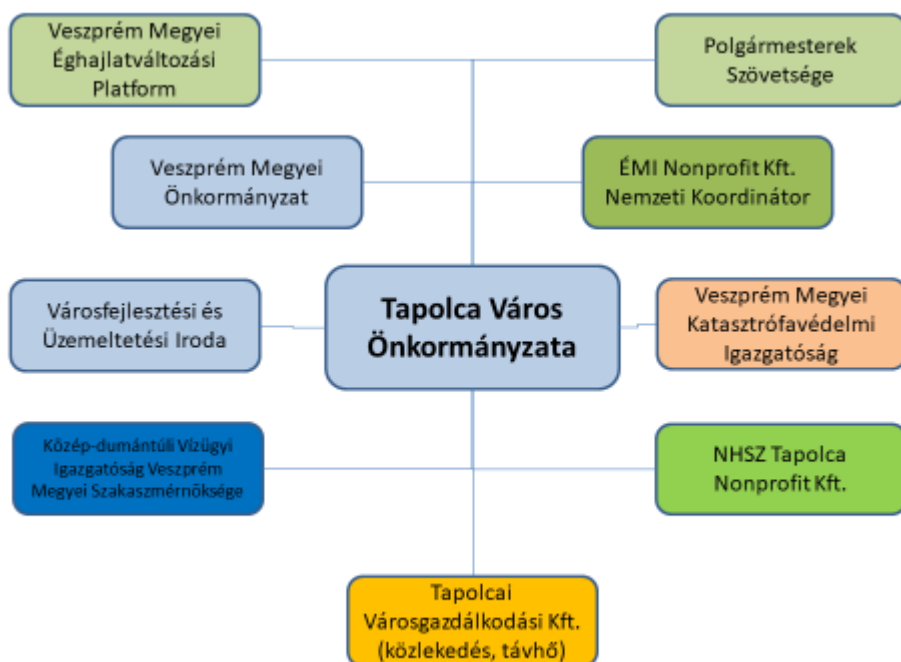 Veszprém Megyei
Éghajlatváltozási
Platform
Polgármesterek
Szövetsége
Veszprém Megyei
Önkormányzat
ÉMI Nonprofit Kft.
Nemzeti Koordinátor
Városfejlesztési és
Üzemeltetési Iroda
Tapolca Város
Önkormányzata
Veszprém Megyei
Katasztrófavédelmi
Igazgatóság
Közép-dumántúli Vízügyi
Igazgatóság Veszprém
Megyei Szakaszmérnöksége
NHSZ Tapolca
Nonprofit Kft.
Tapolcai
Városgazdálkodási Kft.
(közlekedés, távhő)